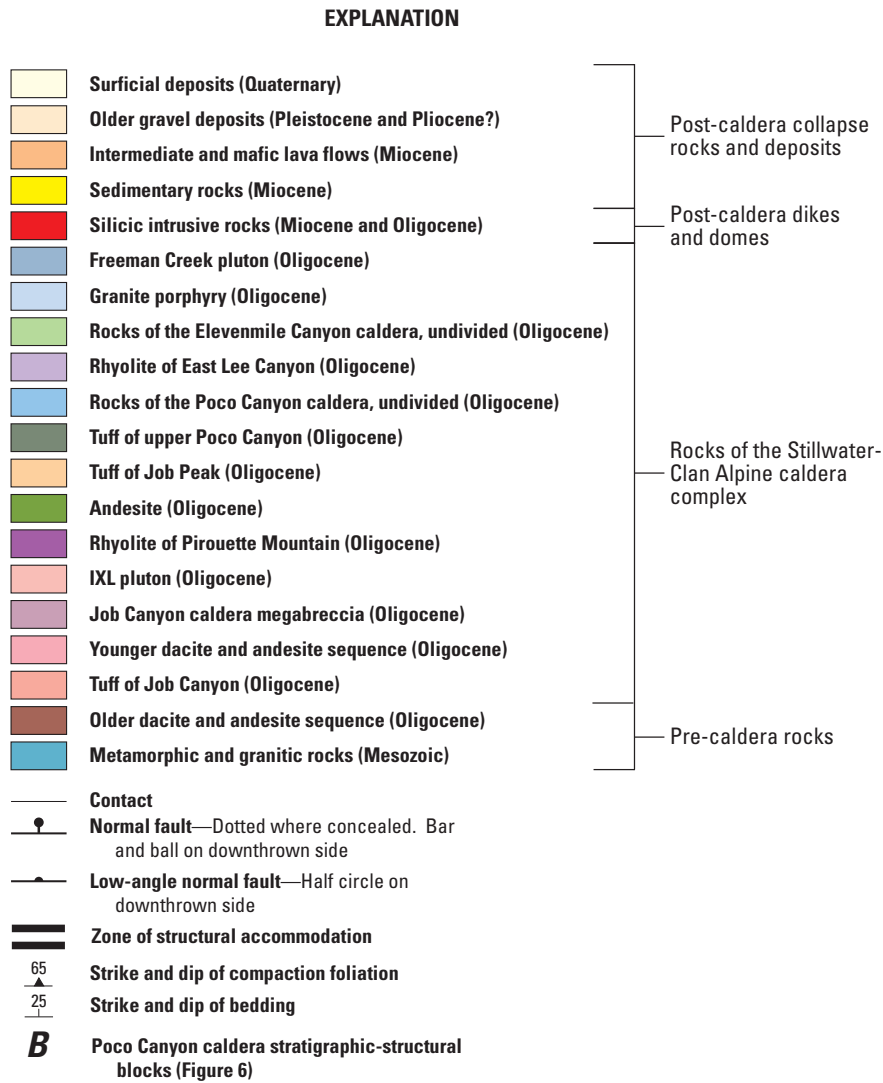 EXPLANATION
Surficial deposits (Quaternary)
Older gravel deposits (Pleistocene and Pliocene?)
Intermediate and mafic lava flows (Miocene)
Sedimentary rocks (Miocene)
Post-caldera collapse
rocks and deposits
Silicic intrusive rocks (Miocene and Oligocene)
Post-caldera dikes
and domes
Freeman Creek pluton (Oligocene)
Granite porphyry (Oligocene)
Rocks of the Elevenmile Canyon caldera, undivided (Oligocene)
Rhyolite of East Lee Canyon (Oligocene)
Rocks of the Poco Canyon caldera, undivided (Oligocene)
Tuff of upper Poco Canyon (Oligocene)
Tuff of Job Peak (Oligocene)
Andesite (Oligocene)
Rhyolite of Pirouette Mountain (Oligocene)
IXL pluton (Oligocene)
Job Canyon caldera megabreccia (Oligocene)
Younger dacite and andesite sequence (Oligocene)
Tuff of Job Canyon (Oligocene)
Rocks of the Stillwater-
Clan Alpine caldera
complex
Older dacite and andesite sequence (Oligocene)
Metamorphic and granitic rocks (Mesozoic)
Pre-caldera rocks
Contact
Normal fault—Dotted where concealed. Bar
and ball on downthrown side
Low-angle normal fault—Half circle on
downthrown side
Zone of structural accommodation
65
Strike and dip of compaction foliation
25
Strike and dip of bedding
B
Poco Canyon caldera stratigraphic-structural
blocks (Figure 6)